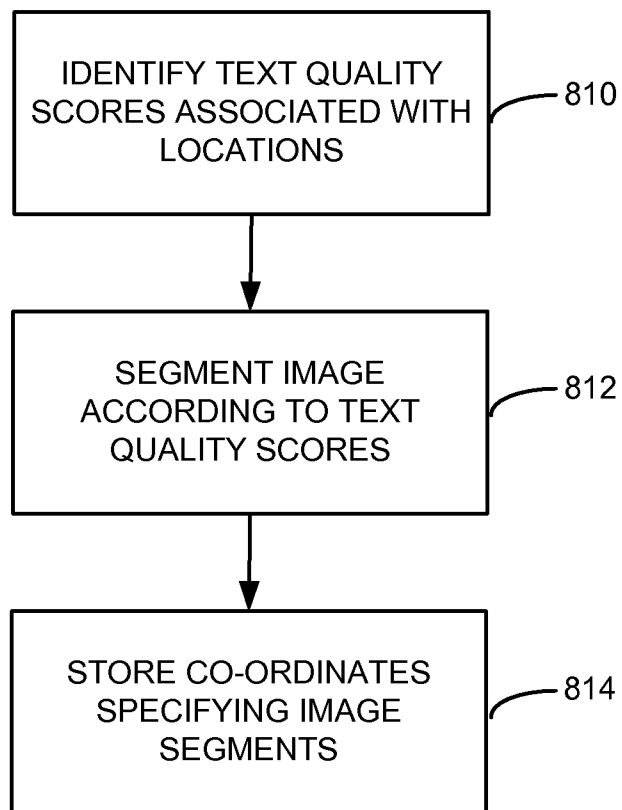 IDENTIFY TEXT QUALITY
SCORES ASSOCIATED WITH
LOCATIONS
810
SEGMENT IMAGE
ACCORDING TO TEXT
QUALITY SCORES
812
STORE CO-ORDINATES
SPECIFYING IMAGE
SEGMENTS
814